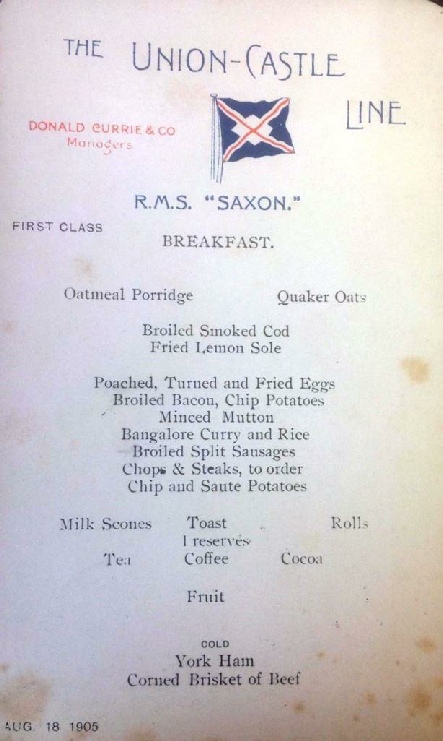 THE UNION-CASTLE LINE
DONALD CURRIE & CO
Managers
R.M.S. "SAXON."
FIRST CLASS
BREAKFAST.
Oatmeal Porridge Quaker Oats
Broiled Smoked Cod
Fried Lemon Sole
Poached, Turned and Fried Eggs
Broiled Bacon, Chip Potatoes
Minced Mutton
Bangalore Curry and Rice
Broiled Split Sausages
Chops & Steaks, to order
Chip and Saute Potatoes
Milk Scones Toast Rolls
Preserves
Tea Coffee Cocoa
Fruit
COLD
York Ham
Corned Brisket of Beef
AUG. 18 1905